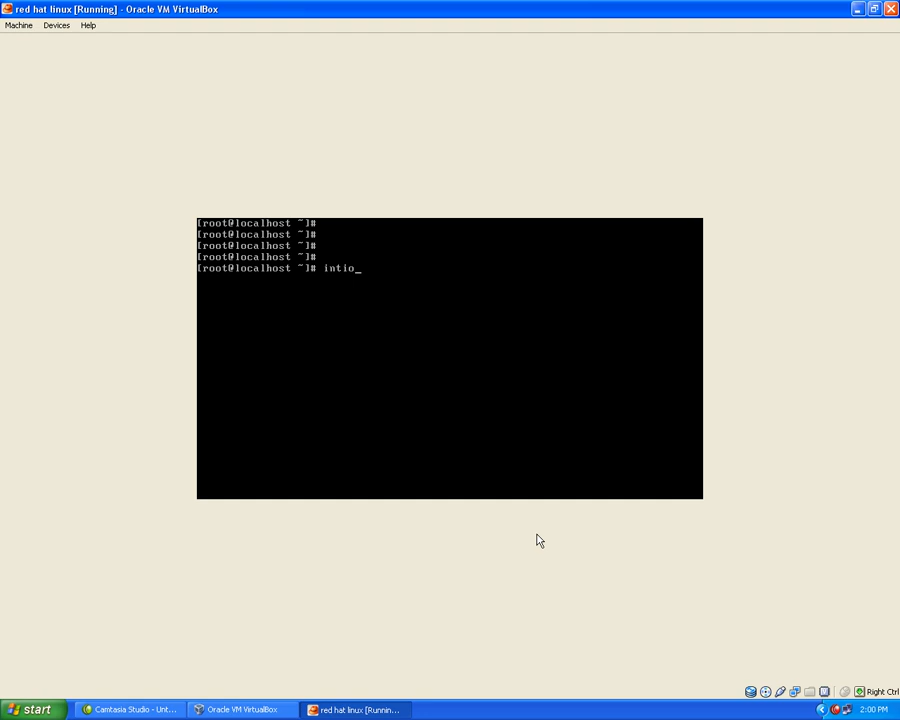 red hat linux [Running] - Oracle VM VirtualBox
Machine Devices Help
[root@localhost ~]#
[root@localhost ~]#
[root@localhost ~]#
[root@localhost ~]#
[root@localhost ~]# intio_
Right Ctrl
start Camtasia Studio - Unt... Oracle VM VirtualBox red hat linux [Runnin... 2:00 PM